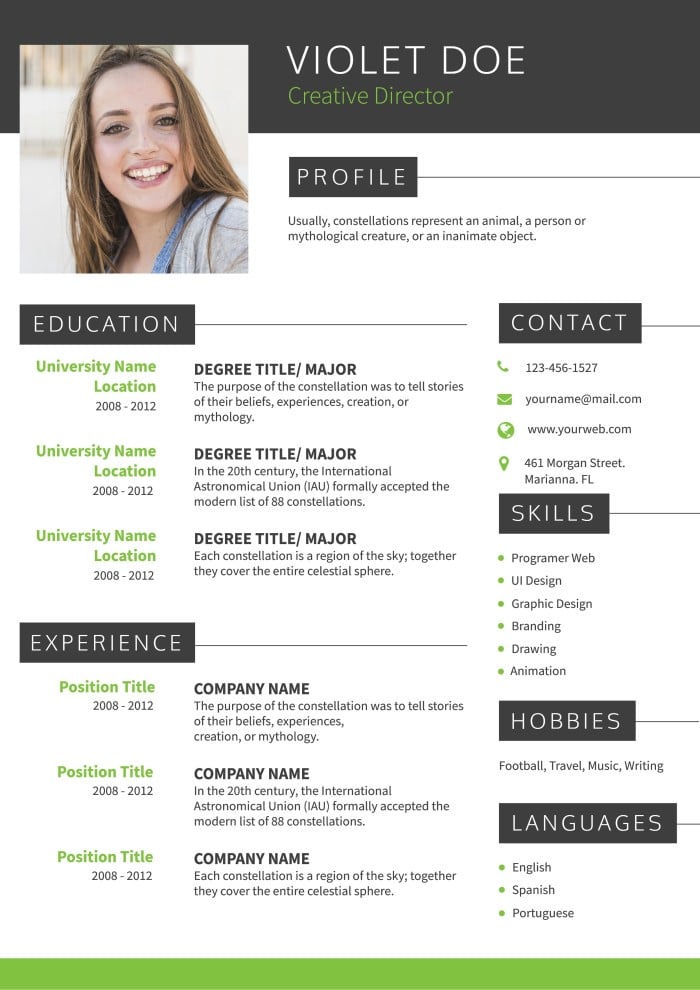 VIOLET DOE
Creative Director
PROFILE
Usually, constellations represent an animal, a person or
mythological creature, or an inanimate object.
EDUCATION
University Name
Location
2008 - 2012
DEGREE TITLE/ MAJOR
The purpose of the constellation was to tell stories
of their beliefs, experiences, creation, or
mythology.
University Name
Location
2008 - 2012
DEGREE TITLE/ MAJOR
In the 20th century, the International
Astronomical Union (IAU) formally accepted the
modern list of 88 constellations.
University Name
Location
2008 - 2012
DEGREE TITLE/ MAJOR
Each constellation is a region of the sky; together
they cover the entire celestial sphere.
EXPERIENCE
Position Title
2008 - 2012
COMPANY NAME
The purpose of the constellation was to tell stories
of their beliefs, experiences,
creation, or mythology.
Position Title
2008 - 2012
COMPANY NAME
In the 20th century, the International
Astronomical Union (IAU) formally accepted the
modern list of 88 constellations.
Position Title
2008 - 2012
COMPANY NAME
Each constellation is a region of the sky; together
they cover the entire celestial sphere.
CONTACT
123-456-1527
yourname@mail.com
www.yourweb.com
461 Morgan Street.
Marianna. FL
SKILLS
Programer Web
UI Design
Graphic Design
Branding
Drawing
Animation
HOBBIES
Football, Travel, Music, Writing
LANGUAGES
English
Spanish
Portuguese